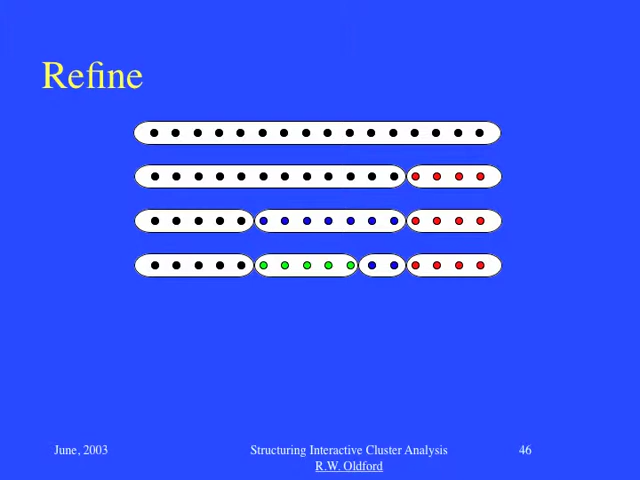 Refine
June, 2003
Structuring Interactive Cluster Analysis
46
R.W. Oldford